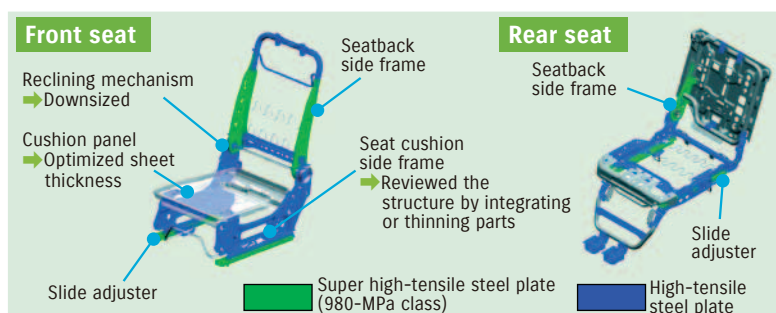 Front seat
Reclining mechanism
Downsized
Cushion panel
Optimized sheet
thickness
Slide adjuster
Seatback
side frame
Seat cushion
side frame
Reviewed the
structure by integrating
or thinning parts
Rear seat
Seatback
side frame
Slide
adjuster
Super high-tensile steel plate
(980-MPa class)
High-tensile
steel plate